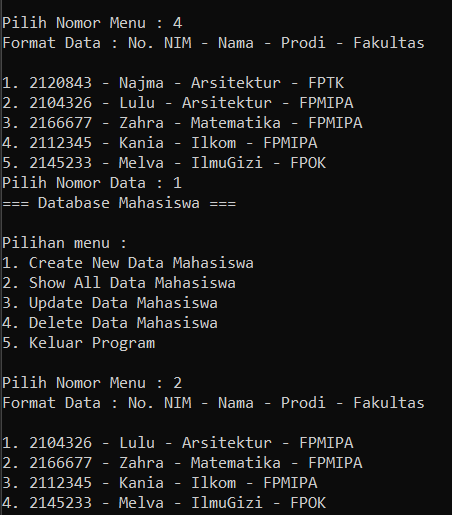 Pilih Nomor Menu : 4
Format Data : No. NIM - Nama - Prodi - Fakultas
1. 2120843 - Najma - Arsitektur - FPTK
2. 2104326 - Lulu - Arsitektur - FPMIPA
3. 2166677 - Zahra - Matematika - FPMIPA
4. 2112345 - Kania - Ilkom - FPMIPA
5. 2145233 - Melva - IlmuGizi - FPOK
Pilih Nomor Data : 1
=== Database Mahasiswa ===
Pilihan menu :
1. Create New Data Mahasiswa
2. Show All Data Mahasiswa
3. Update Data Mahasiswa
4. Delete Data Mahasiswa
5. Keluar Program
Pilih Nomor Menu : 2
Format Data : No. NIM - Nama - Prodi - Fakultas
1. 2104326 - Lulu - Arsitektur - FPMIPA
2. 2166677 - Zahra - Matematika - FPMIPA
3. 2112345 - Kania - Ilkom - FPMIPA
4. 2145233 - Melva - IlmuGizi - FPOK